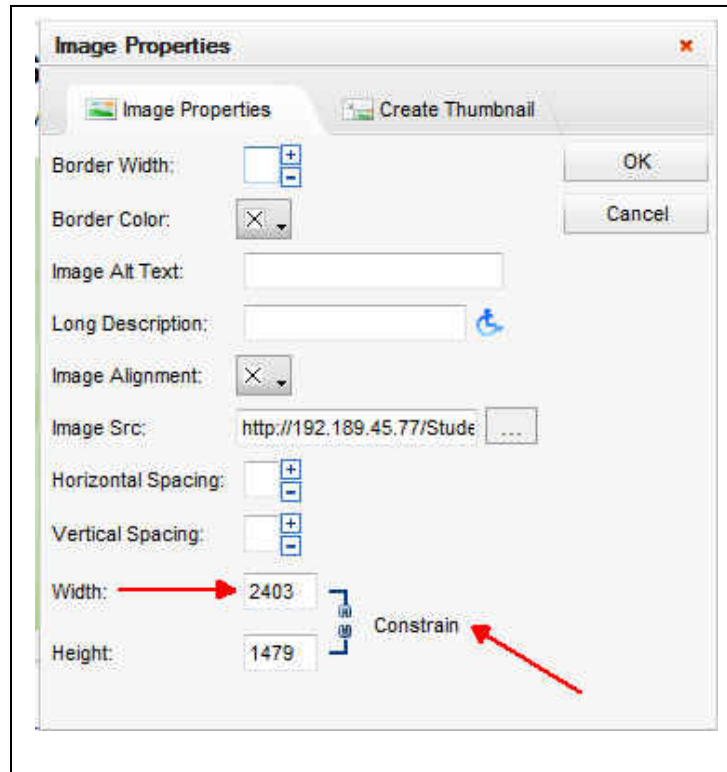 Image Properties
Image Properties
Create Thumbnail
Border Width:
OK
Border Color:
Cancel
Image Alt Text:
Long Description:
Image Alignment:
Image Src: http://192.189.45.77/Stude ...
Horizontal Spacing:
Vertical Spacing:
Width: 2403
Constrain
Height: 1479